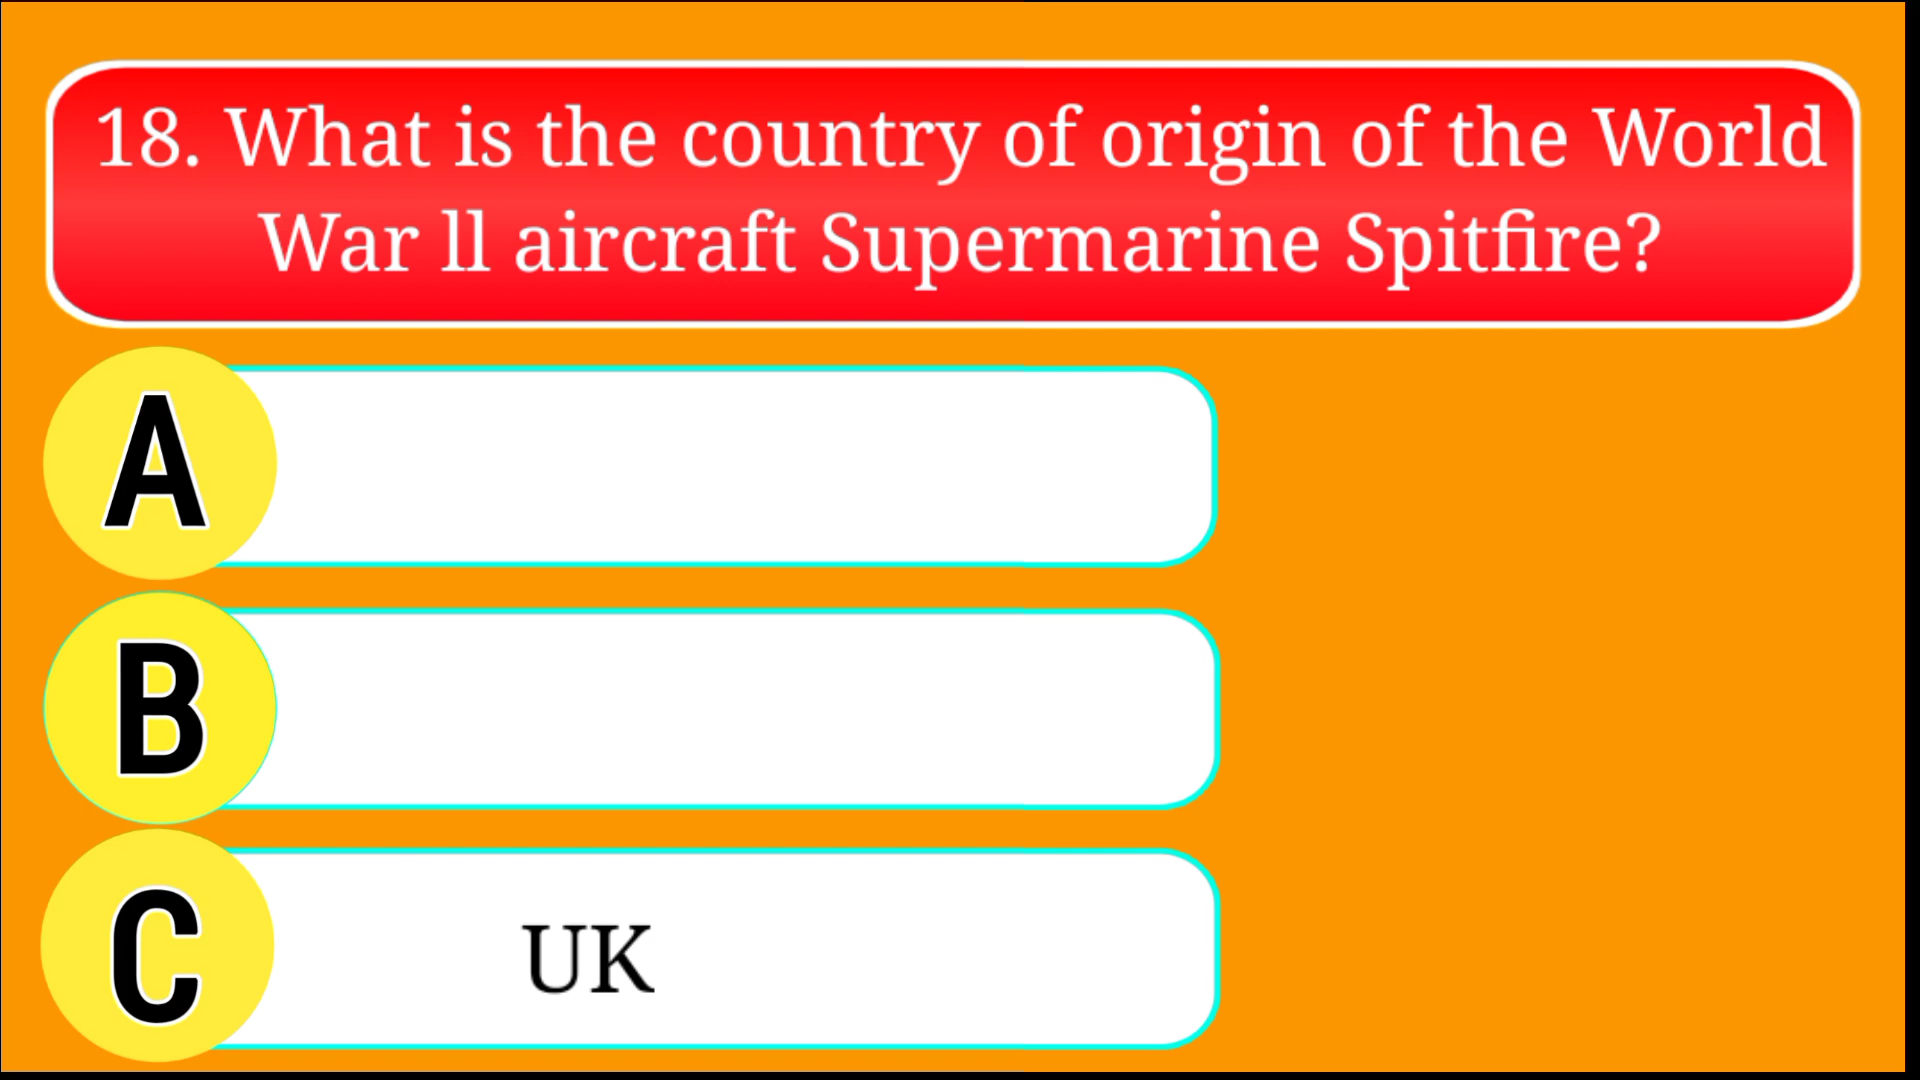 18. What is the country of origin of the World
War ll aircraft Supermarine Spitfire?
A
B
C
UK